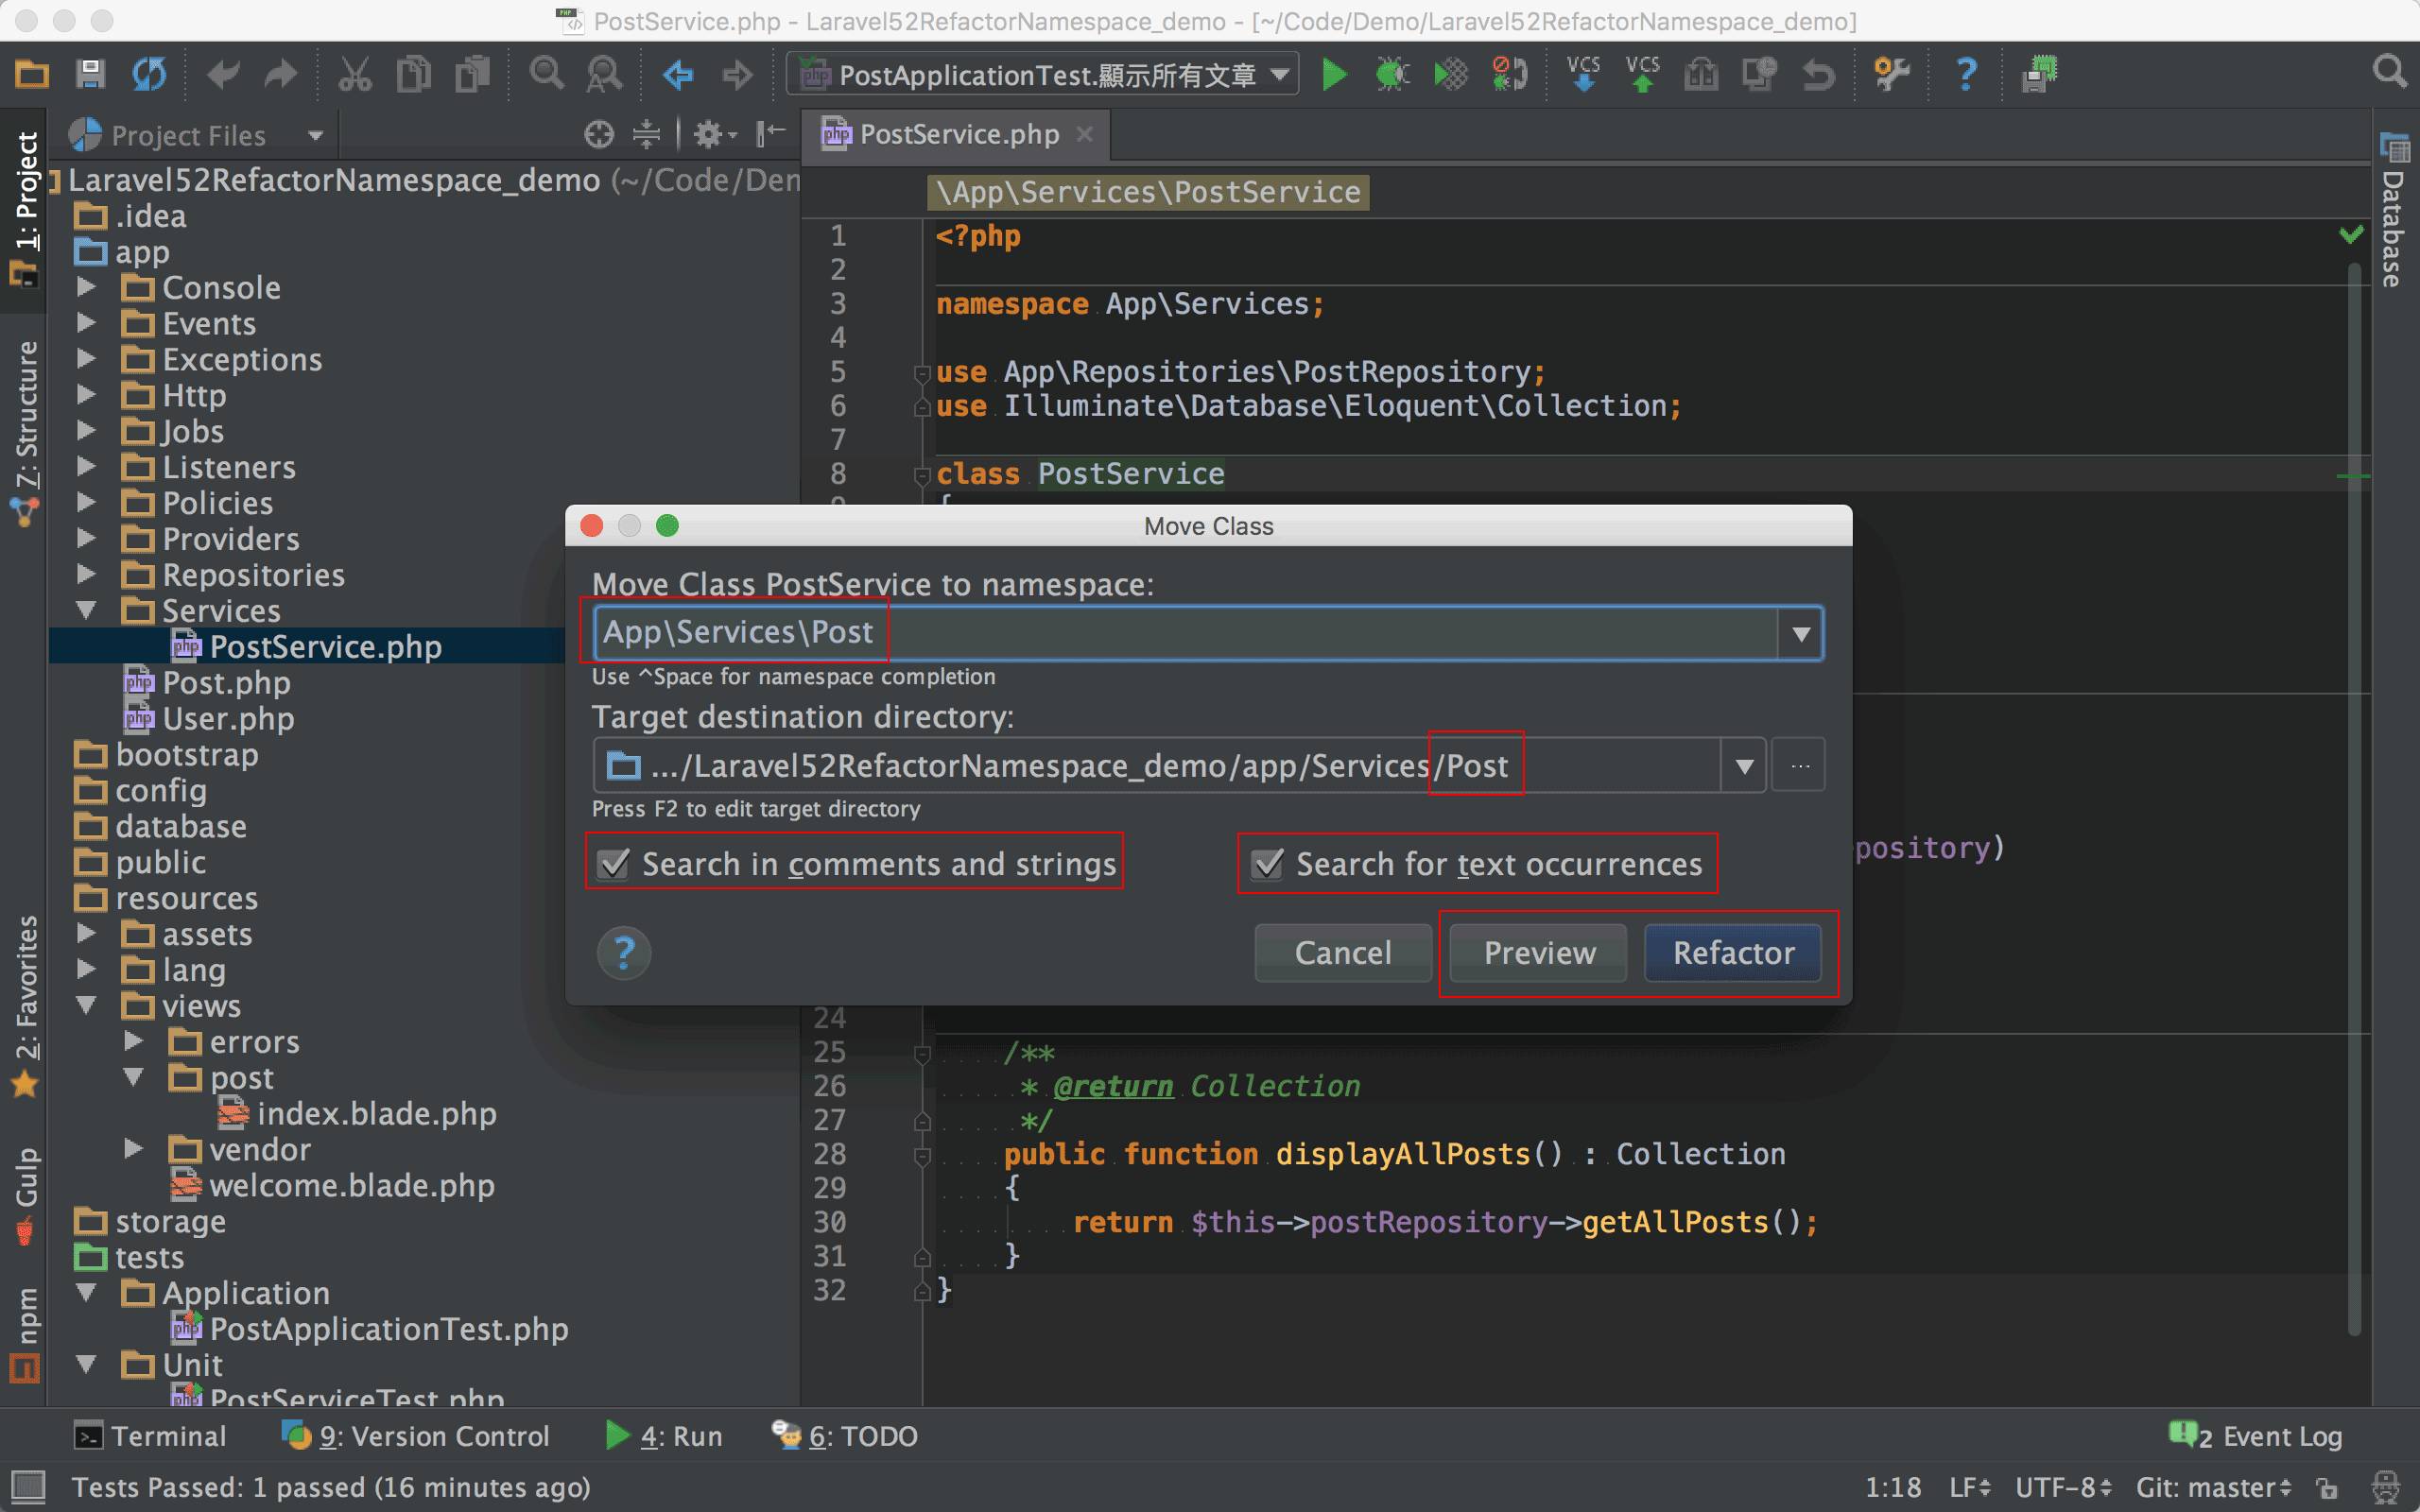 PostService.php - Laravel52RefactorNamespace_demo - [~/Code/Demo/Laravel52RefactorNamespace_demo]
PostApplicationTest.顯示所有文章
VCS
VCS
Project Files
PostService.php
1: Project
7: Structure
2: Favorites
Gulp
npm
Database
Laravel52RefactorNamespace_demo (~/Code/Den
.idea
app
Console
Events
Exceptions
Http
Jobs
Listeners
Policies
Providers
Repositories
Services
PostService.php
Post.php
User.php
bootstrap
config
database
public
resources
assets
lang
views
errors
post
index.blade.php
vendor
welcome.blade.php
storage
tests
Application
PostApplicationTest.php
Unit
PostServiceTest.php
\App\Services\PostService
1 <?php
2
3 namespace App\Services;
4
5 use App\Repositories\PostRepository;
6 use Illuminate\Database\Eloquent\Collection;
7
8 class PostService
9 {
pository)
Move Class
Move Class PostService to namespace:
App\Services\Post
Use ^Space for namespace completion
Target destination directory:
.../Laravel52RefactorNamespace_demo/app/Services/Post
...
Press F2 to edit target directory
Search in comments and strings
Search for text occurrences
?
Cancel
Preview
Refactor
24
25 /**
26 * @return Collection
27 */
28 public function displayAllPosts() : Collection
29 {
30 return $this->postRepository->getAllPosts();
31 }
32 }
Terminal
9: Version Control
4: Run
6: TODO
2 Event Log
Tests Passed: 1 passed (16 minutes ago)
1:18
LF
UTF-8
Git: master